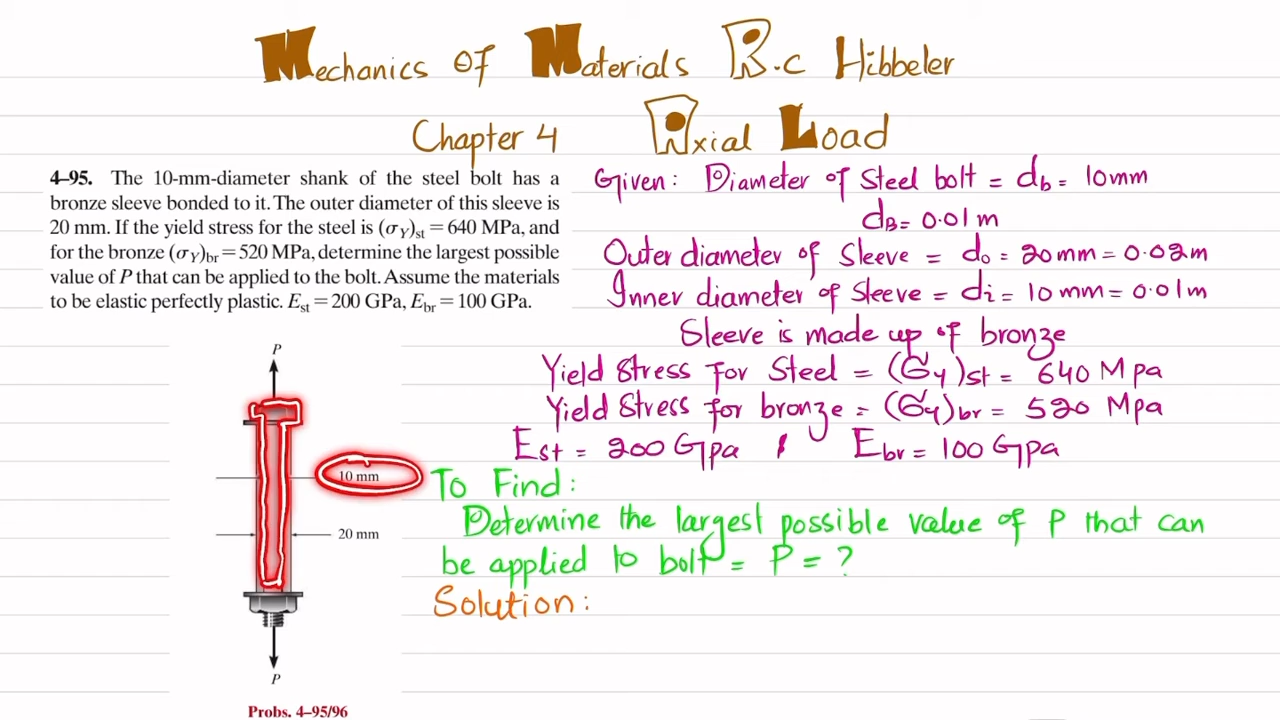 Mechanics Of Materials R.c Hibbeler
Chapter 4 Axial Load
4–95. The 10-mm-diameter shank of the steel bolt has a
bronze sleeve bonded to it. The outer diameter of this sleeve is
20 mm. If the yield stress for the steel is (σY)st = 640 MPa, and
for the bronze (σY)br = 520 MPa, determine the largest possible
value of P that can be applied to the bolt. Assume the materials
to be elastic perfectly plastic. Est = 200 GPa, Ebr = 100 GPa.
P
10 mm
20 mm
P
Probs. 4–95/96
Given: Diameter of Steel bolt = db = 10mm
dB = 0.01 m
Outer diameter of Sleeve = do = 20mm = 0.02m
Inner diameter of Sleeve = di = 10 mm = 0.01m
Sleeve is made up of bronze
Yield Stress For Steel = (σy)st = 640 Mpa
Yield Stress for bronze = (σy)br = 520 Mpa
Est = 200 Gpa , Ebr = 100 Gpa
To Find:
Determine the largest possible value of P that can
be applied to bolt = P = ?
Solution: